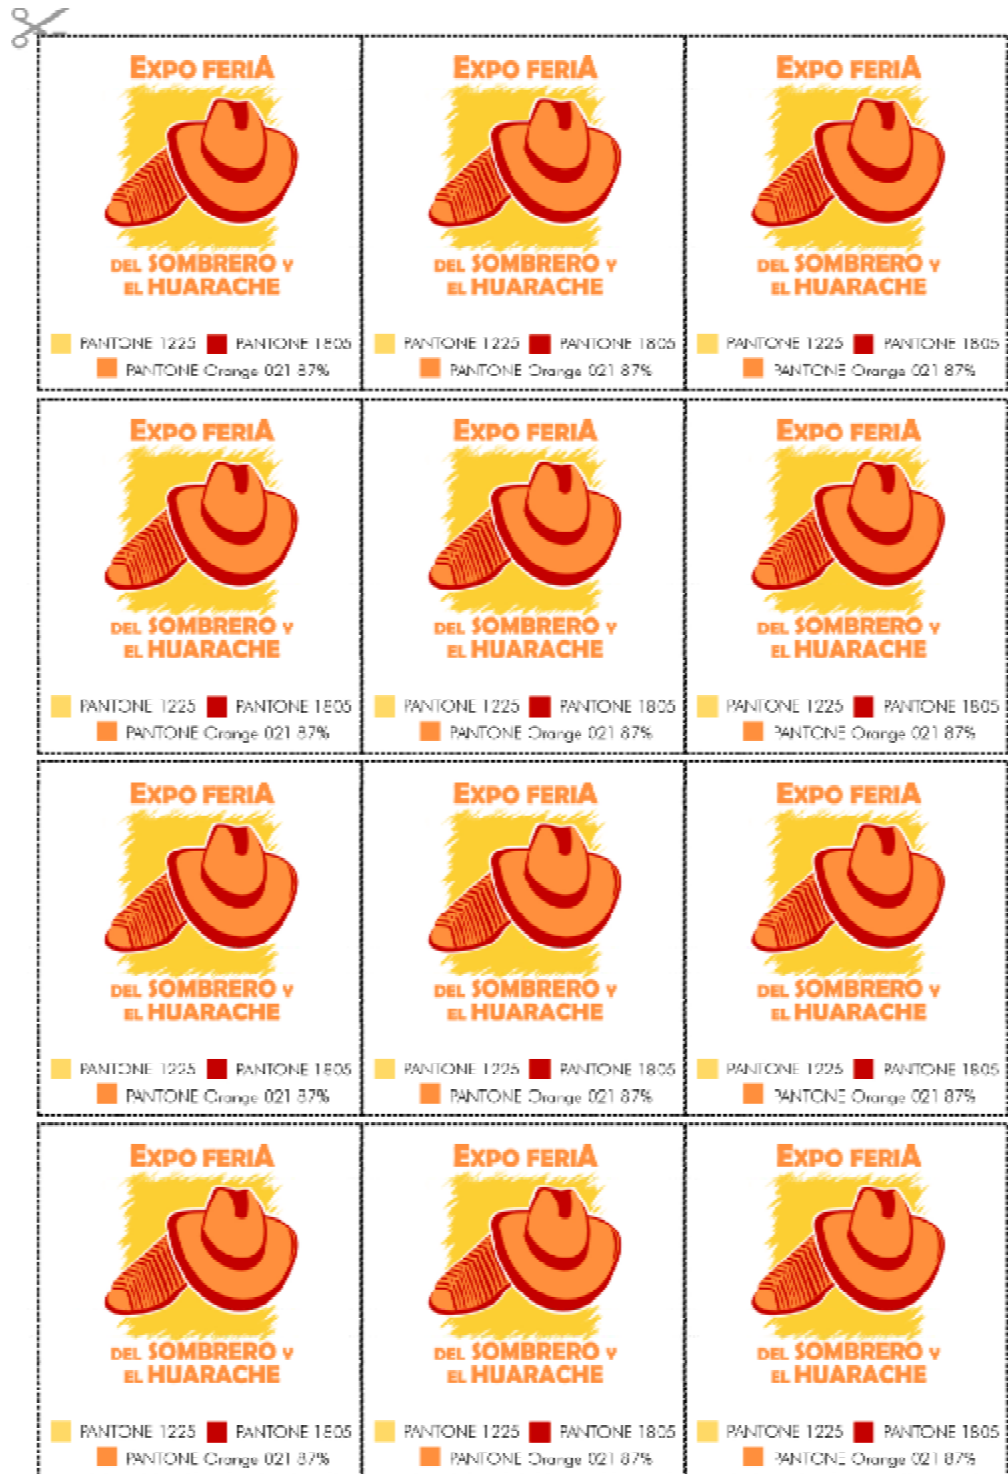 EXPO FERIA EXPO FERIA EXPO FERIA
DEL SOMBRERO Y DEL SOMBRERO Y DEL SOMBRERO Y
EL HUARACHE EL HUARACHE EL HUARACHE
PANTONE 1225 PANTONE 1805 PANTONE 1225 PANTONE 1805 PANTONE 1225 PANTONE 1805
PANTONE Orange 021 87% PANTONE Orange 021 87% PANTONE Orange 021 87%
EXPO FERIA EXPO FERIA EXPO FERIA
DEL SOMBRERO Y DEL SOMBRERO Y DEL SOMBRERO Y
EL HUARACHE EL HUARACHE EL HUARACHE
PANTONE 1225 PANTONE 1805 PANTONE 1225 PANTONE 1805 PANTONE 1225 PANTONE 1805
PANTONE Orange 021 87% PANTONE Orange 021 87% PANTONE Orange 021 87%
EXPO FERIA EXPO FERIA EXPO FERIA
DEL SOMBRERO Y DEL SOMBRERO Y DEL SOMBRERO Y
EL HUARACHE EL HUARACHE EL HUARACHE
PANTONE 1225 PANTONE 1805 PANTONE 1225 PANTONE 1805 PANTONE 1225 PANTONE 1805
PANTONE Orange 021 87% PANTONE Orange 021 87% PANTONE Orange 021 87%
EXPO FERIA EXPO FERIA EXPO FERIA
DEL SOMBRERO Y DEL SOMBRERO Y DEL SOMBRERO Y
EL HUARACHE EL HUARACHE EL HUARACHE
PANTONE 1225 PANTONE 1805 PANTONE 1225 PANTONE 1805 PANTONE 1225 PANTONE 1805
PANTONE Orange 021 87% PANTONE Orange 021 87% PANTONE Orange 021 87%